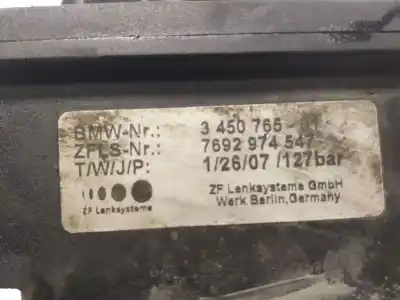 BMW-Nr.: 3 450 765
ZFLS-Nr.: 7692 974 547
T/W/J/P: 1/26/07 /127bar
ZF Lenksysteme GmbH
Werk Berlin,Germany
ZF Lenksysteme